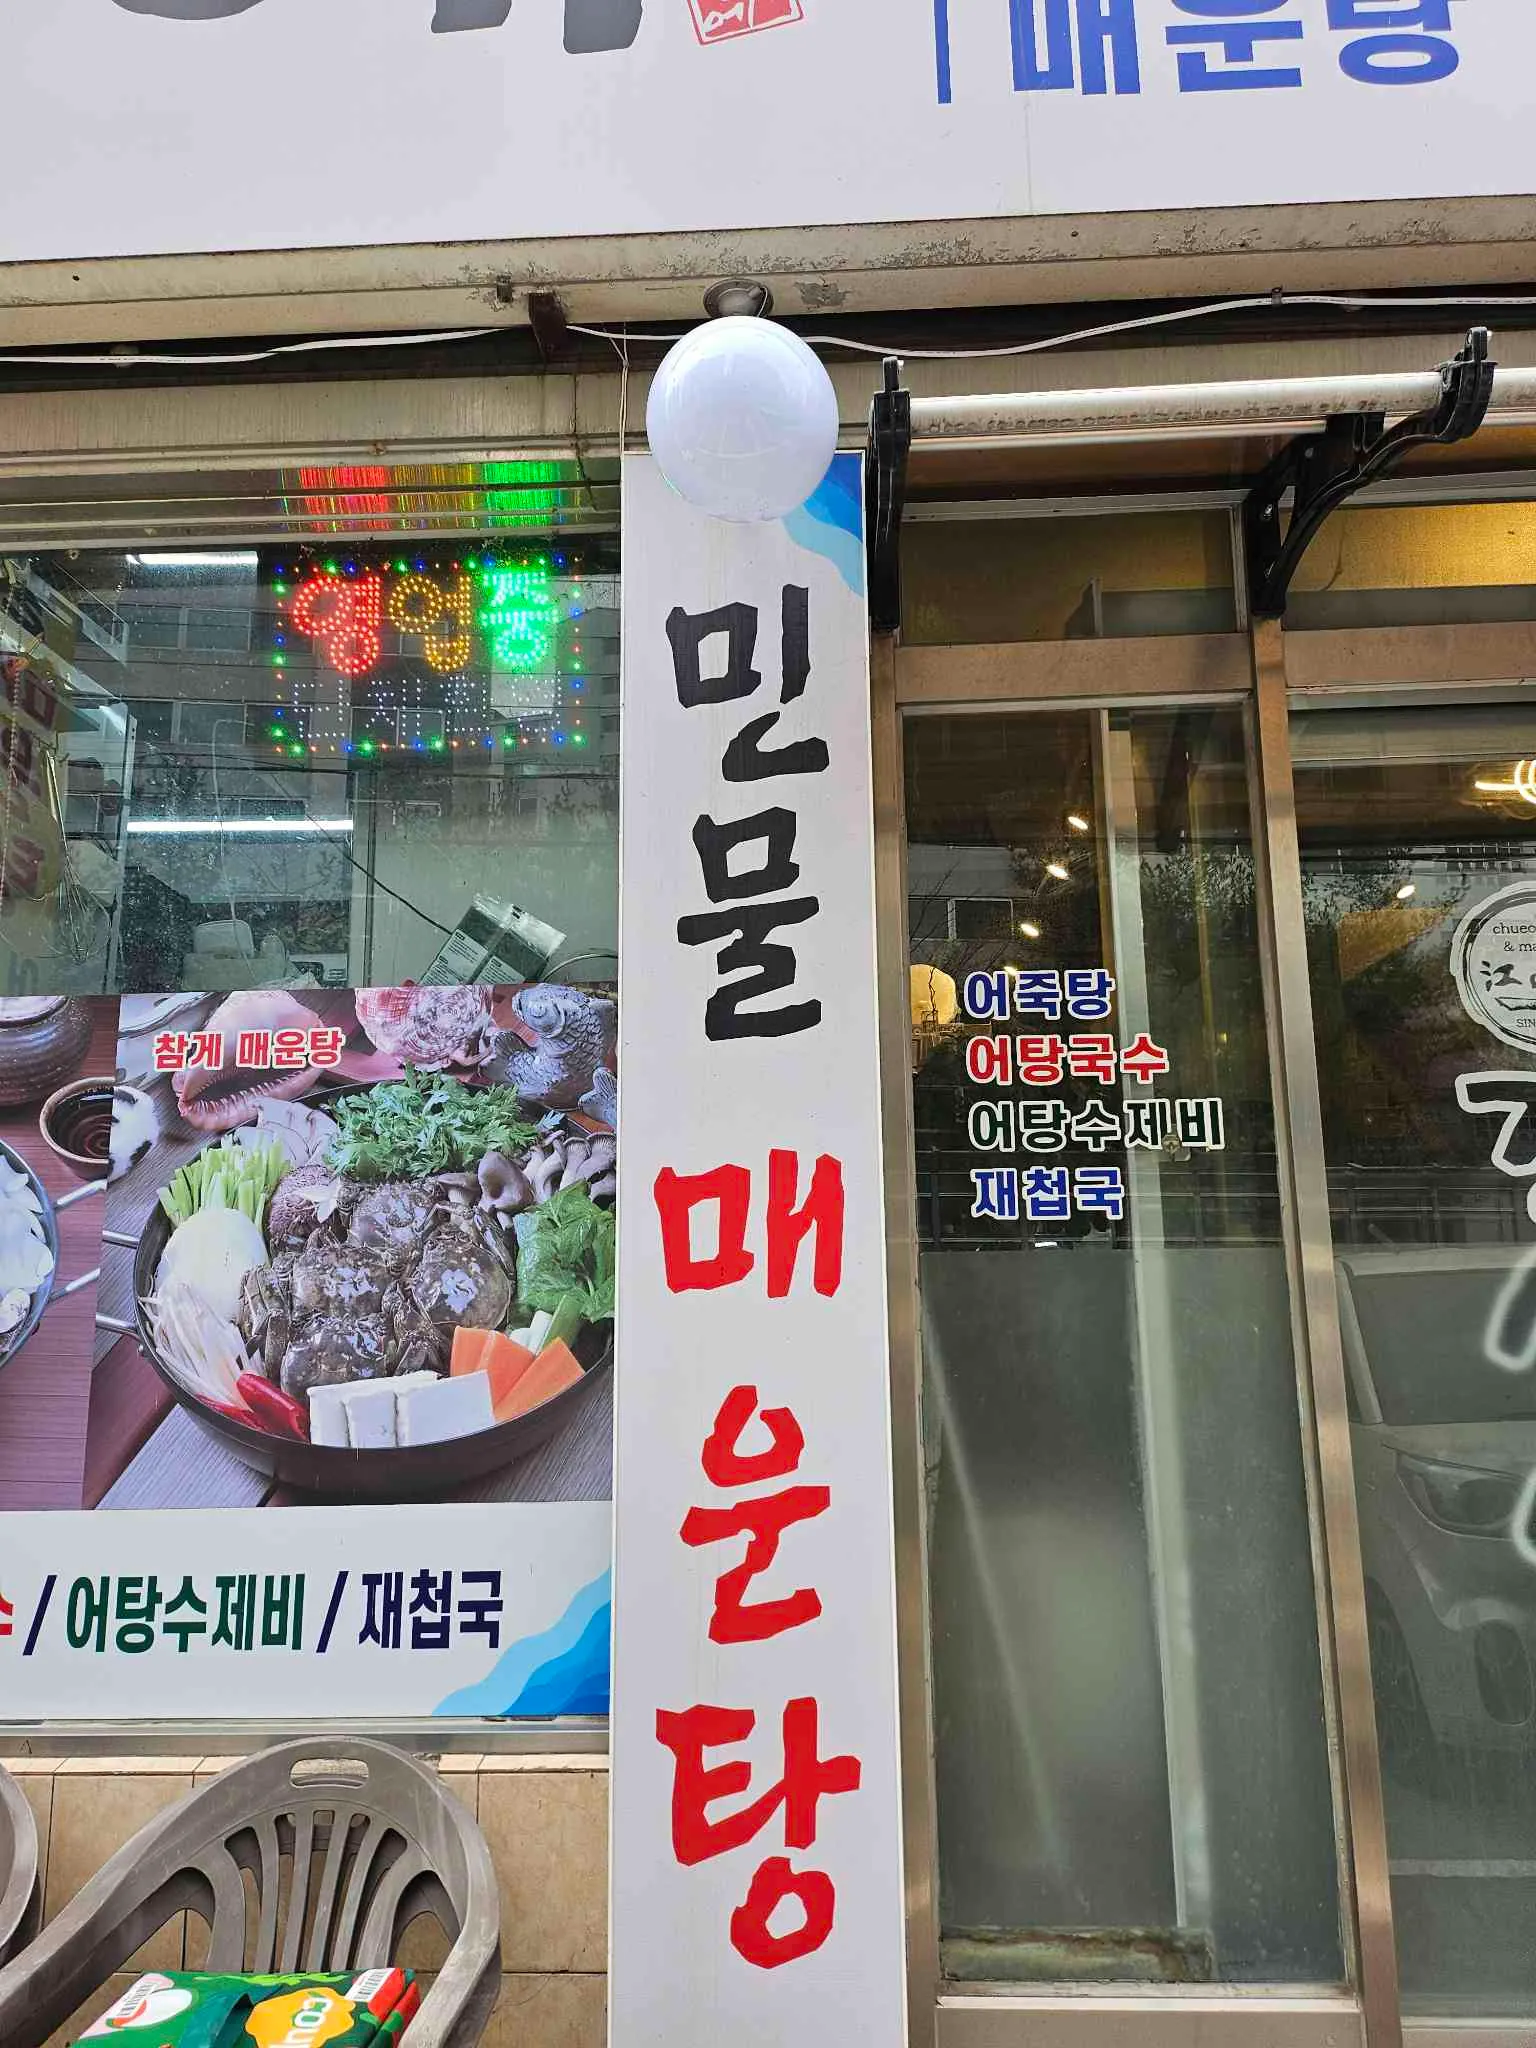 매운탕
영업중
민물 매운탕
참게 매운탕
/ 어탕수제비 / 재첩국
어죽탕
어탕국수
어탕수제비
재첩국